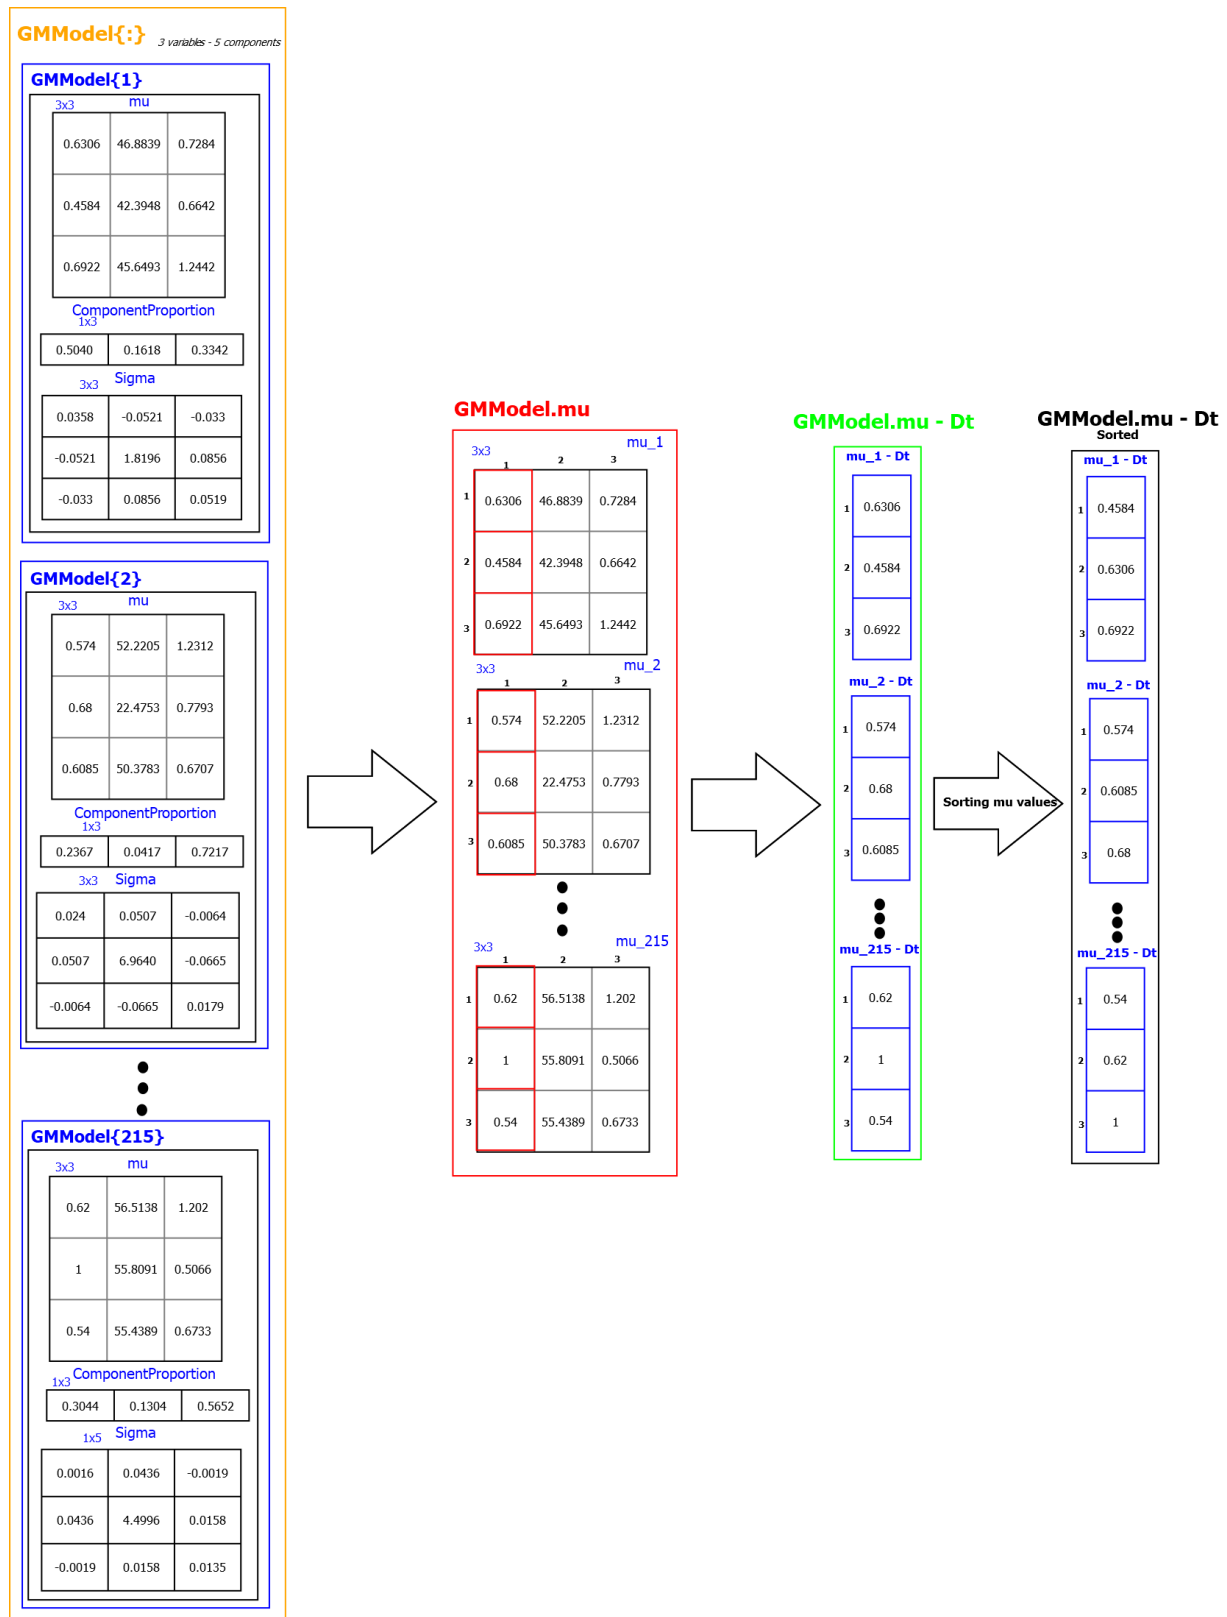 GMModel{:} 3 variables - 5 components
GMModel{1}
3x3 mu
0.6306 46.8839 0.7284
0.4584 42.3948 0.6642
0.6922 45.6493 1.2442
ComponentProportion
1x3
0.5040 0.1618 0.3342
3x3 Sigma
0.0358 -0.0521 -0.033
-0.0521 1.8196 0.0856
-0.033 0.0856 0.0519
GMModel{2}
3x3 mu
0.574 52.2205 1.2312
0.68 22.4753 0.7793
0.6085 50.3783 0.6707
ComponentProportion
1x3
0.2367 0.0417 0.7217
3x3 Sigma
0.024 0.0507 -0.0064
0.0507 6.9640 -0.0665
-0.0064 -0.0665 0.0179
GMModel{215}
3x3 mu
0.62 56.5138 1.202
1 55.8091 0.5066
0.54 55.4389 0.6733
ComponentProportion
1x3
0.3044 0.1304 0.5652
1x5 Sigma
0.0016 0.0436 -0.0019
0.0436 4.4996 0.0158
-0.0019 0.0158 0.0135
GMModel.mu
3x3 mu_1
1 2 3
1 0.6306 46.8839 0.7284
2 0.4584 42.3948 0.6642
3 0.6922 45.6493 1.2442
3x3 mu_2
1 2 3
1 0.574 52.2205 1.2312
2 0.68 22.4753 0.7793
3 0.6085 50.3783 0.6707
3x3 mu_215
1 2 3
1 0.62 56.5138 1.202
2 1 55.8091 0.5066
3 0.54 55.4389 0.6733
GMModel.mu - Dt
mu_1 - Dt
1 0.6306
2 0.4584
3 0.6922
mu_2 - Dt
1 0.574
2 0.68
3 0.6085
mu_215 - Dt
1 0.62
2 1
3 0.54
Sorting mu values
GMModel.mu - Dt
Sorted
mu_1 - Dt
1 0.4584
2 0.6306
3 0.6922
mu_2 - Dt
1 0.574
2 0.6085
3 0.68
mu_215 - Dt
1 0.54
2 0.62
3 1